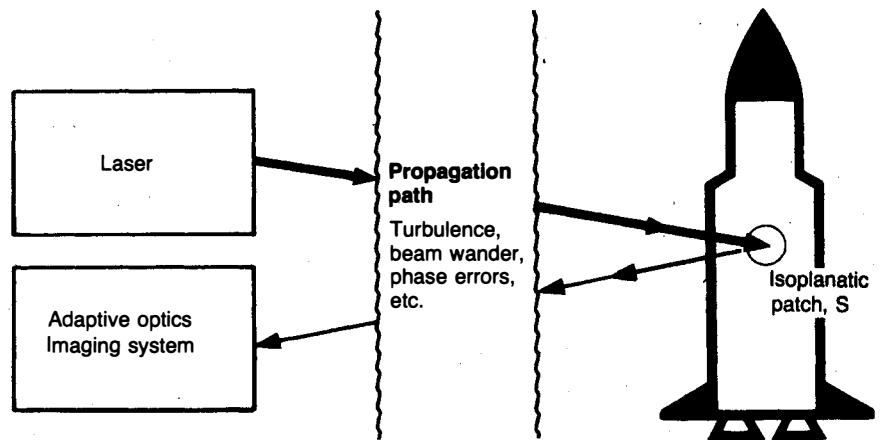 Laser
Propagation
path
Turbulence,
beam wander,
phase errors,
etc.
Adaptive optics
Imaging system
Isoplanatic
patch, S